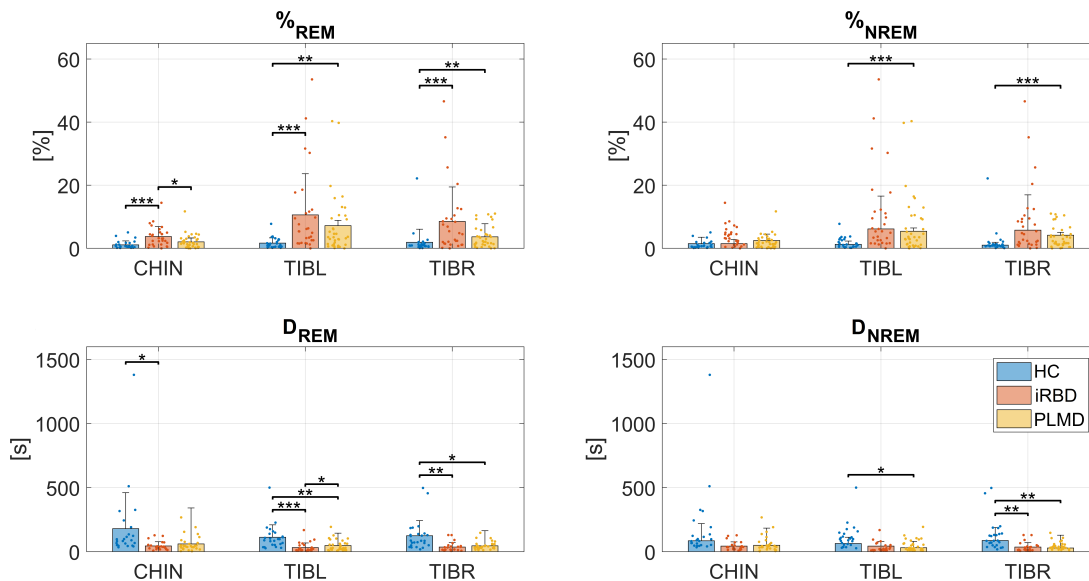 %REM
60
40
20
0
[%]
**
***
***
*
**
***
CHIN
TIBL
TIBR
%NREM
60
40
20
0
[%]
***
***
CHIN
TIBL
TIBR
DREM
1500
1000
500
0
[s]
*
*
**
***
*
**
CHIN
TIBL
TIBR
DNREM
1500
1000
500
0
[s]
HC
iRBD
PLMD
*
**
**
CHIN
TIBL
TIBR